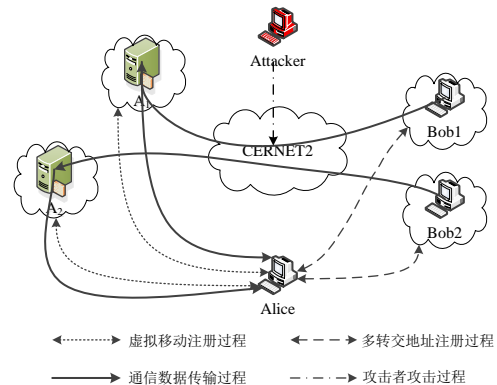 Attacker
A1
Bob1
CERNET2
A2
Bob2
Alice
虚拟移动注册过程
多转交地址注册过程
通信数据传输过程
攻击者攻击过程